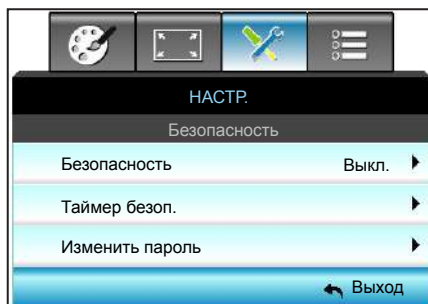 НАСТР.
Безопасность
Безопасность Выкл.
Таймер безоп.
Изменить пароль
Выход